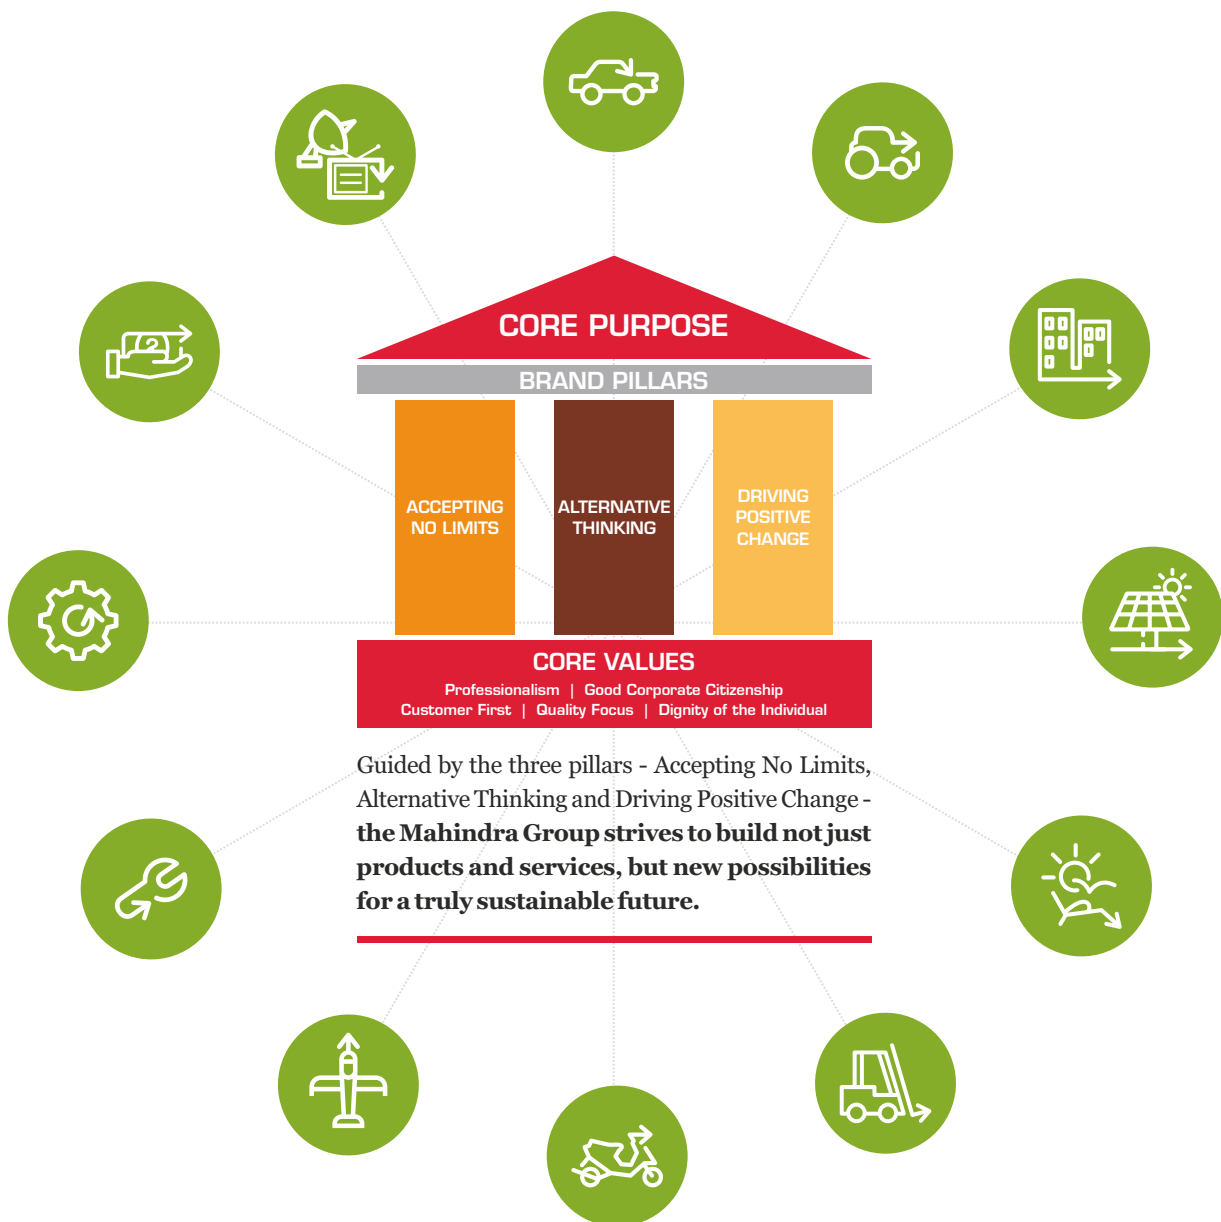 CORE PURPOSE
BRAND PILLARS
ACCEPTING
NO LIMITS
ALTERNATIVE
THINKING
DRIVING
POSITIVE
CHANGE
CORE VALUES
Professionalism | Good Corporate Citizenship
Customer First | Quality Focus | Dignity of the Individual
Guided by the three pillars - Accepting No Limits,
Alternative Thinking and Driving Positive Change -
the Mahindra Group strives to build not just
products and services, but new possibilities
for a truly sustainable future.